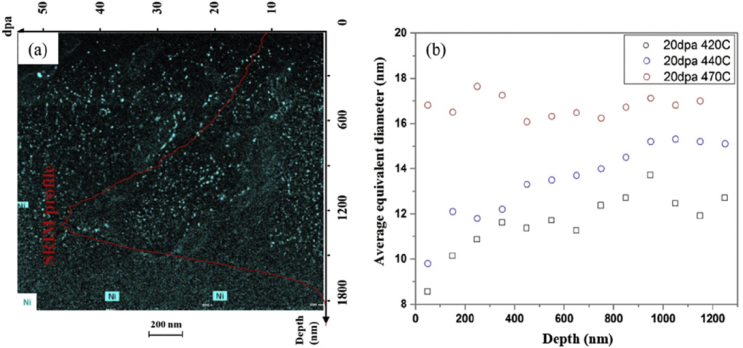 dpa
50
40
30
20
10
0
(a)
SRIM profile
Ni
Ni
Ni
Ni
600
1200
1800
Depth (nm)
200 nm
(b)
20dpa 420C
20dpa 440C
20dpa 470C
Average equivalent diameter (nm)
20
18
16
14
12
10
8
0
200
400
600
800
1000
1200
Depth (nm)